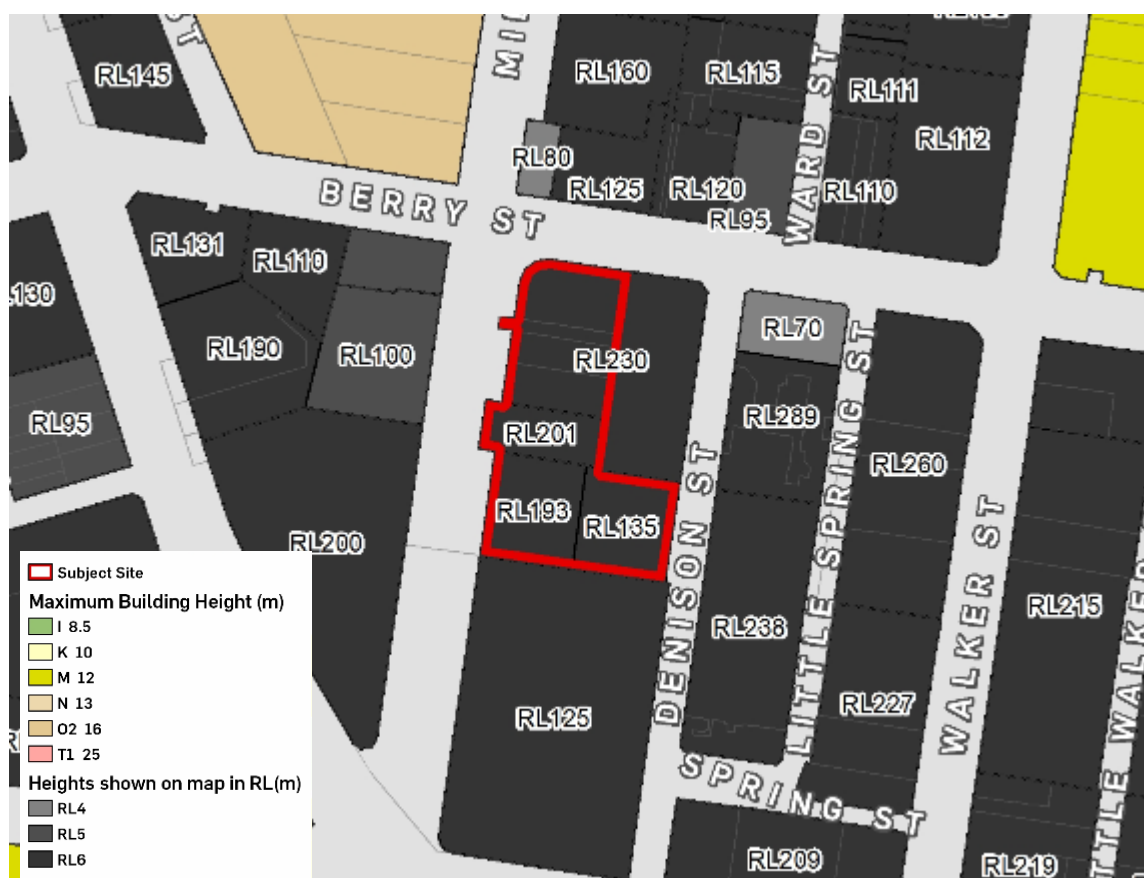 ST
MIL
RL145
RL160
RL115
RL111
RL112
WARD ST
RL80
RL125
RL120
RL110
RL95
BERRY ST
RL131
RL110
RL190
RL100
RL230
RL70
RL289
RL260
RL95
RL201
RL193
RL135
RL200
DENISON ST
LITTLE SPRING ST
WALKER ST
RL215
RL238
RL125
RL227
SPRING ST
RL209
RL219
Subject Site
Maximum Building Height (m)
I 8.5
K 10
M 12
N 13
O2 16
T1 25
Heights shown on map in RL(m)
RL4
RL5
RL6